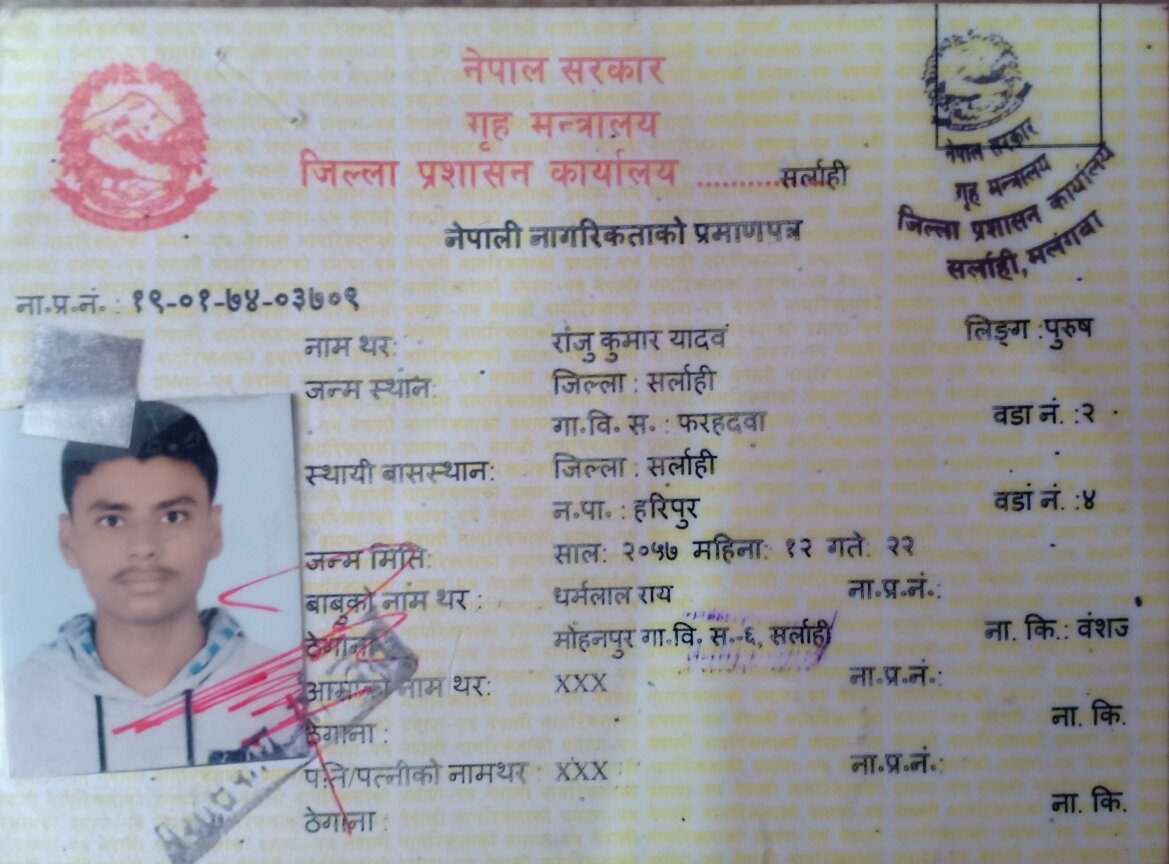 नेपाल सरकार
गृह मन्त्रालय
जिल्ला प्रशासन कार्यालय ............सर्लाही
नेपाल सरकार
गृह मन्त्रालय
जिल्ला प्रशासन कार्यालय
सर्लाही, मलंगवा
नेपाली नागरिकताको प्रमाणपत्र
ना.प्र.नं. : १९-०१-७४-०३७०९
नाम थर: राजु कुमार यादव लिङ्ग :पुरुष
जन्म स्थान: जिल्ला : सर्लाही
गा.वि. स. : फरहदवा वडा नं. :२
स्थायी बासस्थान: जिल्ला : सर्लाही
न.पा. : हरिपुर वडा नं. :४
जन्म मिति: साल: २०५७ महिना: १२ गते: २२
बाबुको नाम थर : धर्मलाल राय ना.प्र.नं.:
ठेगाना: मोहनपुर गा.वि. स.-६, सर्लाही ना. कि.: वंशज
आमाको नाम थर: XXX ना.प्र.नं.:
ठेगाना : ना. कि.
पति/पत्नीको नामथर : XXX ना.प्र.नं.:
ठेगाना : ना. कि.